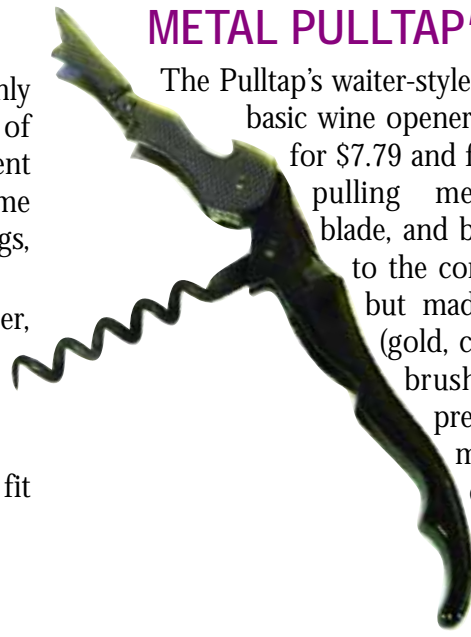 METAL PULLTAP'
The Pulltap's waiter-style
basic wine opener
for $7.79 and f
pulling me
blade, and b
to the cor
but mad
(gold, c
brush
pre
m
nly
of
ent
me
gs,
er,
fit